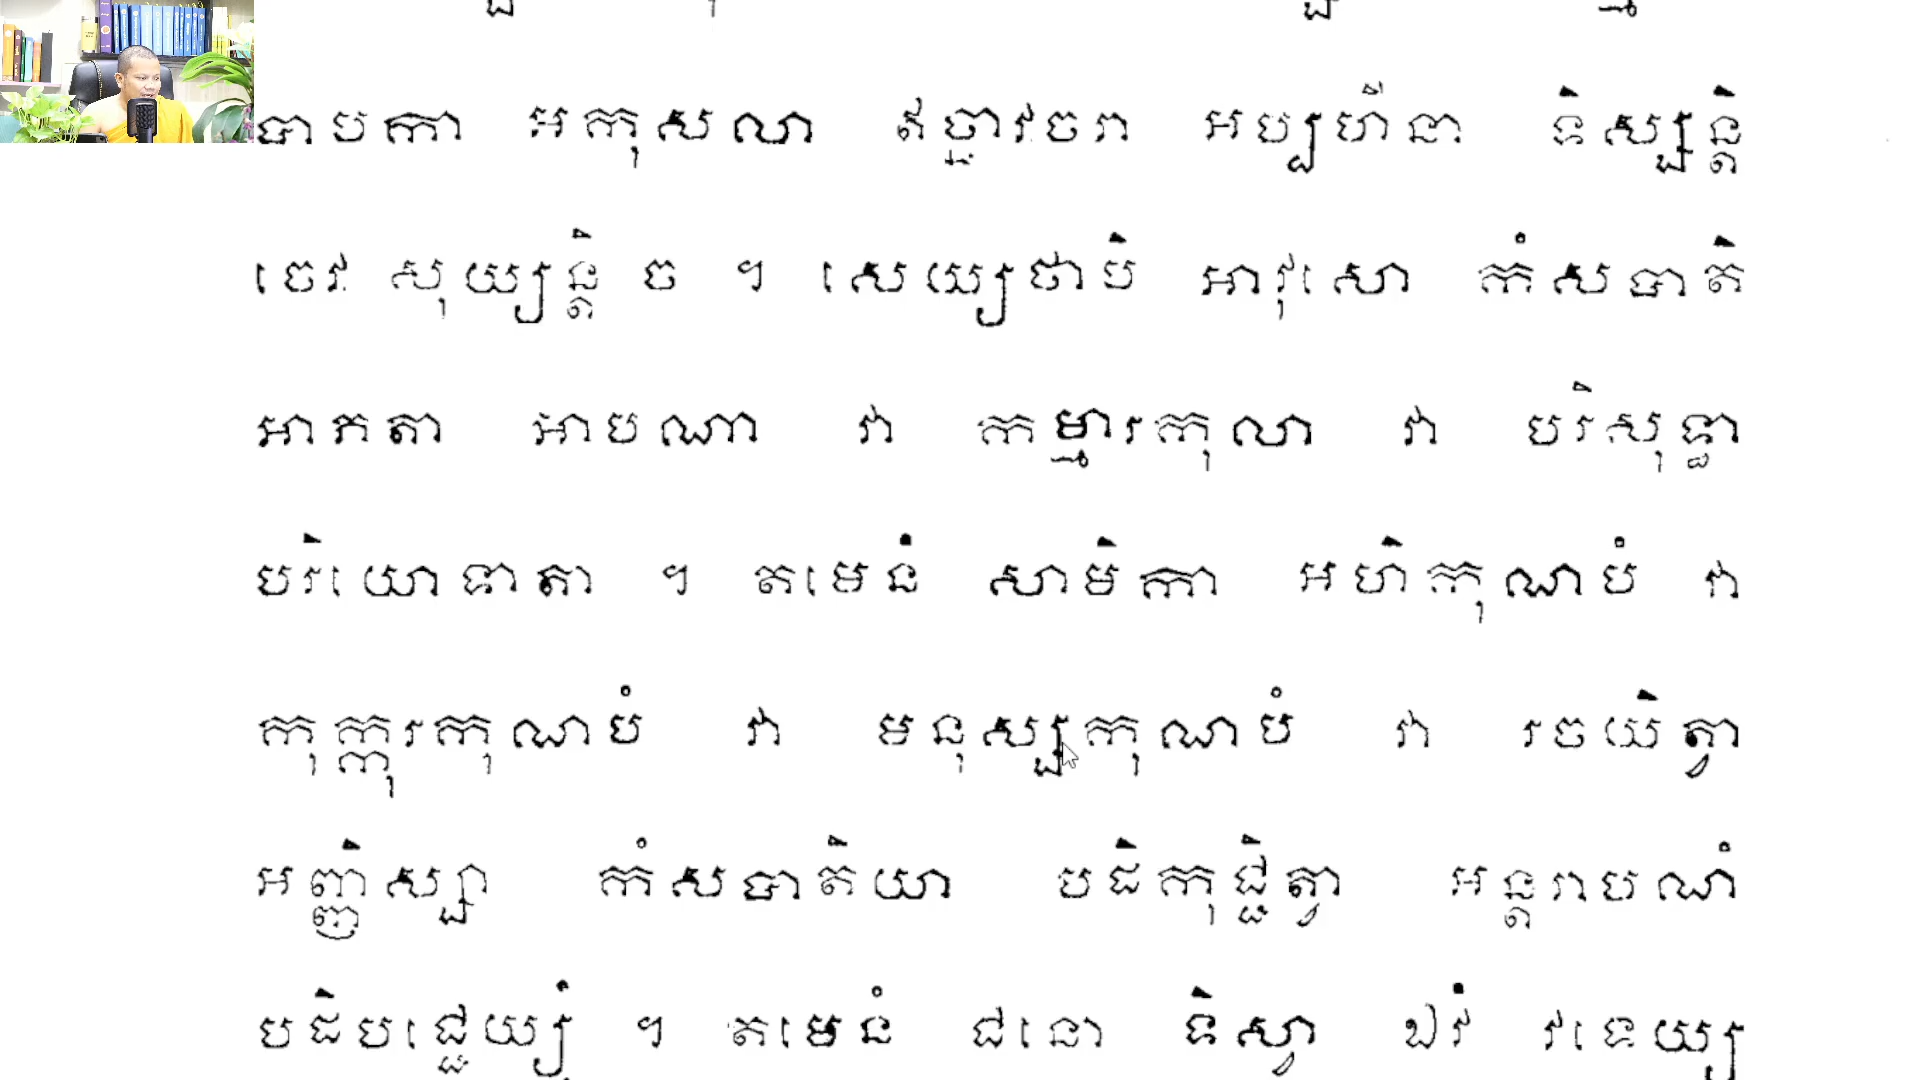 បាបកា អកុសលា ឥច្ឆាវចរា អប្បហីនា ទិស្សន្តិ
ចេវ សុយ្យន្តិ ច ។ សេយ្យថាបិ អាវុសោ កំសបាតិ
អាភតា អាបណា វា កម្មារកុលា វា បរិសុទ្ធា
បរិយោទាតា ។ តមេនំ សាមិកា អហិកុណបំ វា
កុក្កុរកុណបំ វា មនុស្សកុណបំ វា រចយិត្វា
អញ្ញិស្សា កំសបាតិយា បដិកុជ្ជិត្វា អន្តរាបណំ
បដិបជ្ជេយ្យុំ ។ តមេនំ ជនោ ទិស្វា ឯវំ វទេយ្យ